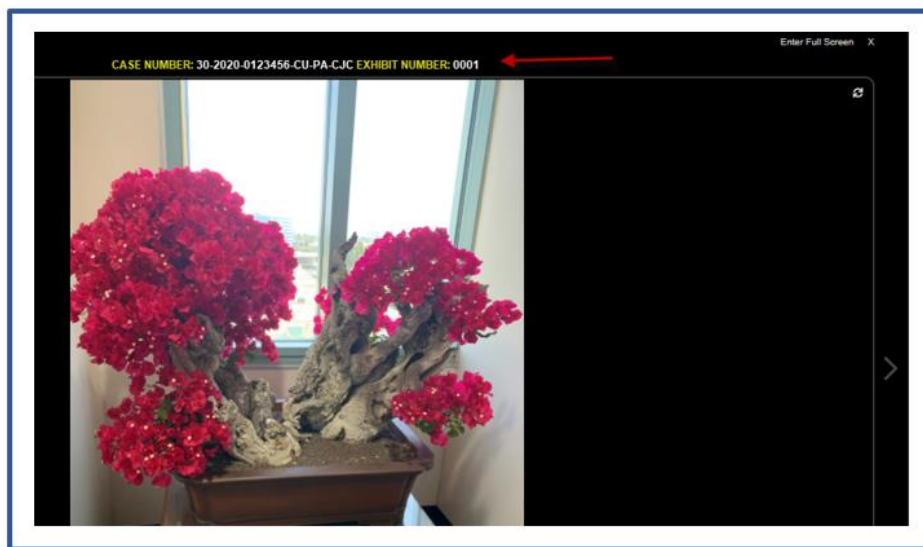 Enter Full Screen X
CASE NUMBER: 30-2020-0123456-CU-PA-CJC EXHIBIT NUMBER: 0001